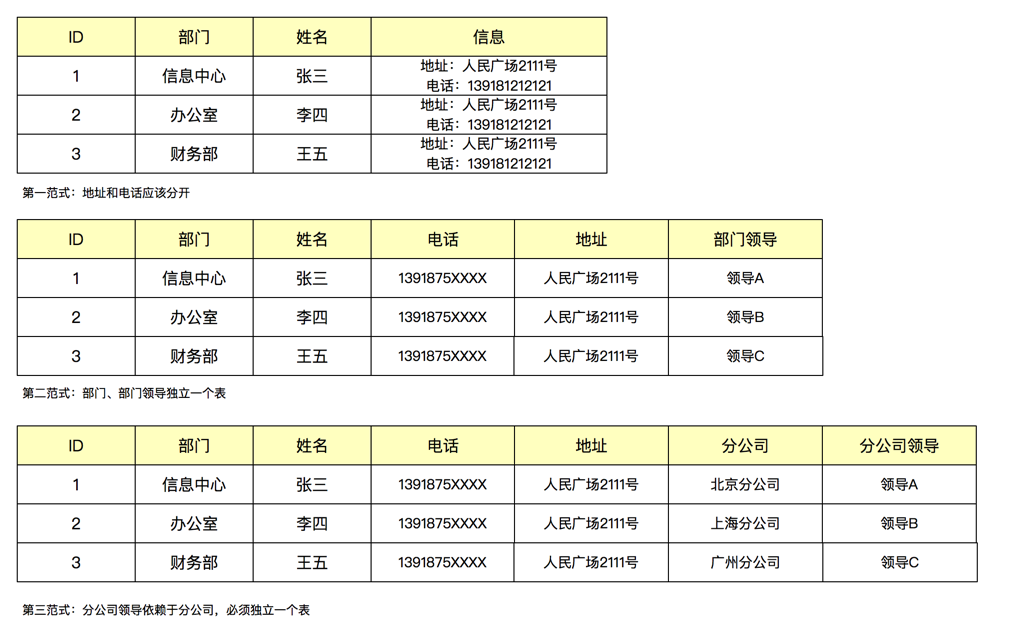 ID 部门 姓名 信息
1 信息中心 张三 地址：人民广场2111号
电话：139181212121
2 办公室 李四 地址：人民广场2111号
电话：139181212121
3 财务部 王五 地址：人民广场2111号
电话：139181212121
第一范式：地址和电话应该分开
ID 部门 姓名 电话 地址 部门领导
1 信息中心 张三 1391875XXXX 人民广场2111号 领导A
2 办公室 李四 1391875XXXX 人民广场2111号 领导B
3 财务部 王五 1391875XXXX 人民广场2111号 领导C
第二范式：部门、部门领导独立一个表
ID 部门 姓名 电话 地址 分公司 分公司领导
1 信息中心 张三 1391875XXXX 人民广场2111号 北京分公司 领导A
2 办公室 李四 1391875XXXX 人民广场2111号 上海分公司 领导B
3 财务部 王五 1391875XXXX 人民广场2111号 广州分公司 领导C
第三范式：分公司领导依赖于分公司，必须独立一个表